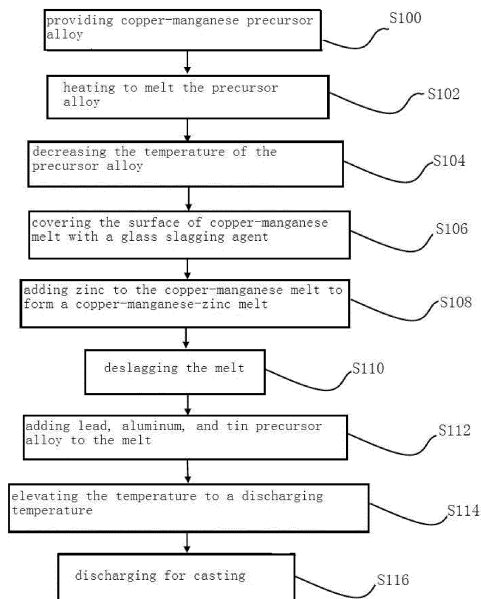 providing copper-manganese precursor
alloy
S100
heating to melt the precursor
alloy
S102
decreasing the temperature of the
precursor alloy
S104
covering the surface of copper-manganese
melt with a glass slagging agent
S106
adding zinc to the copper-manganese melt to
form a copper-manganese-zinc melt
S108
deslagging the melt
S110
adding lead, aluminum, and tin precursor
alloy to the melt
S112
elevating the temperature to a discharging
temperature
S114
discharging for casting
S116